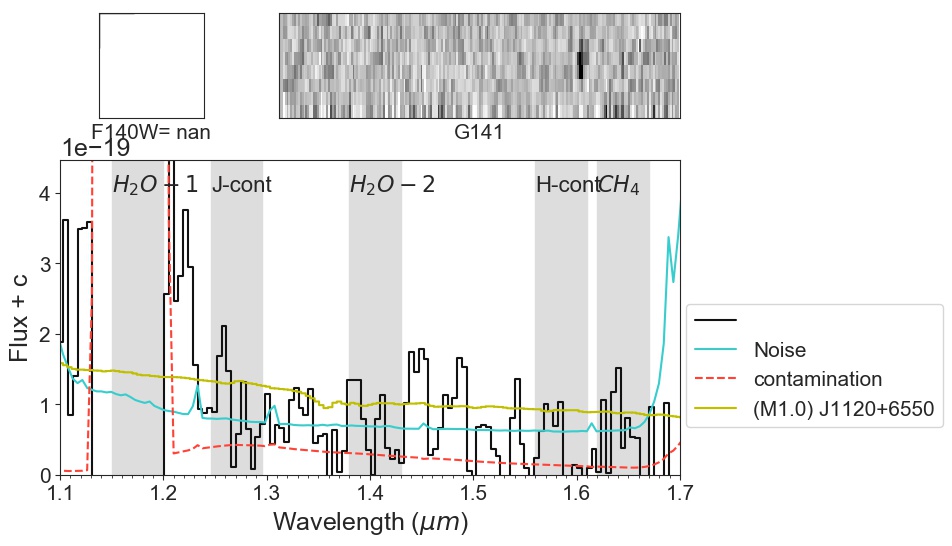 F140W= nan
G141
1e−19
H₂O − 1
J-cont
H₂O − 2
H-cont
CH₄
4
3
2
1
0
Flux + c
1.1
1.2
1.3
1.4
1.5
1.6
1.7
Wavelength (μm)
Noise
contamination
(M1.0) J1120+6550